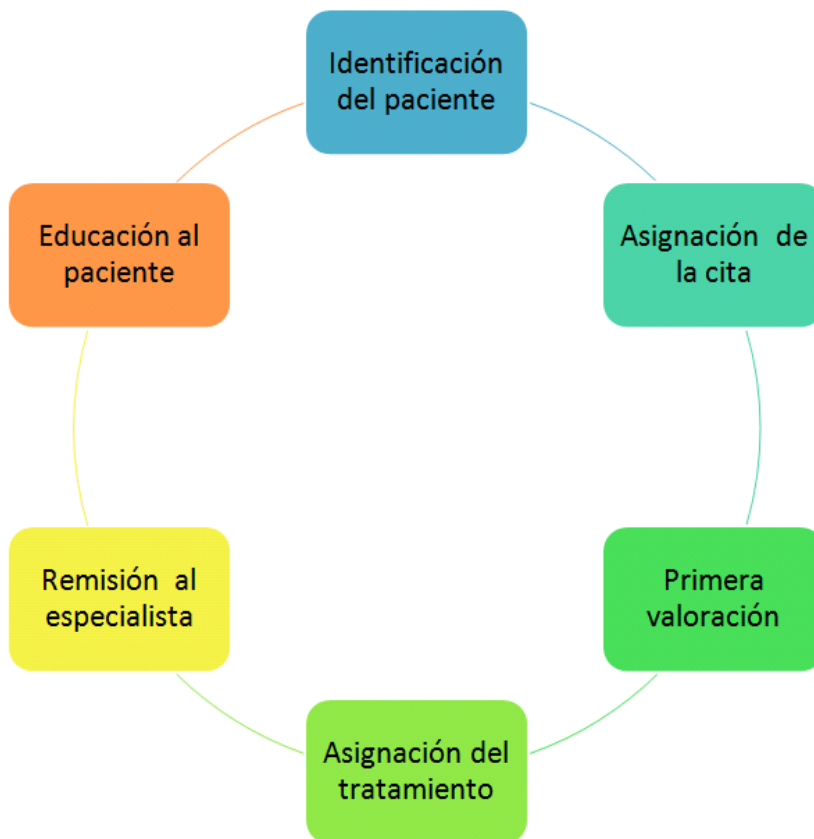 Identificación
del paciente
Asignación de
la cita
Primera
valoración
Asignación del
tratamiento
Remisión al
especialista
Educación al
paciente